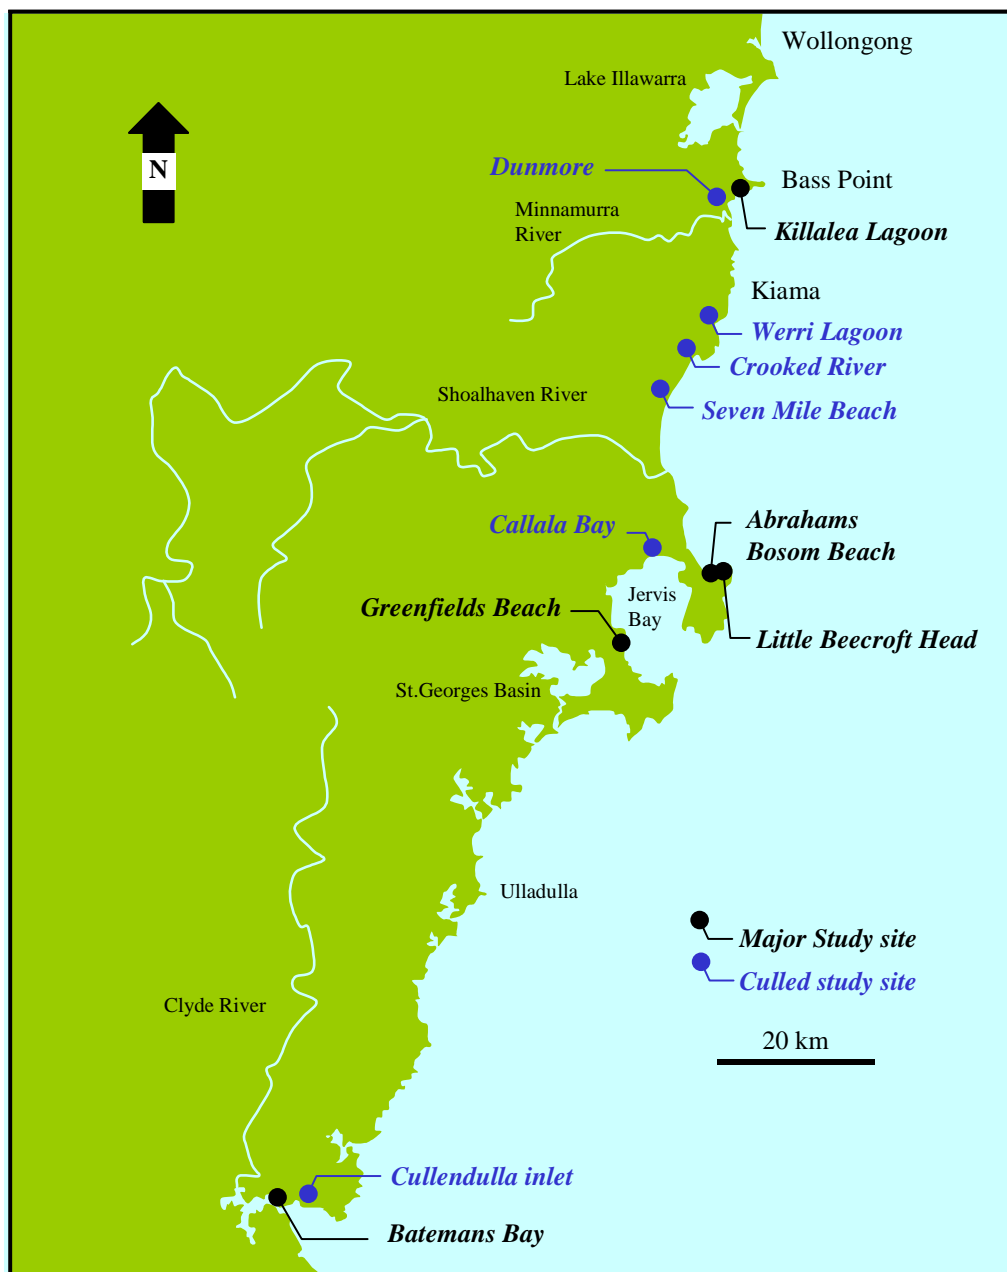 Wollongong
Lake Illawarra
N
Dunmore
Bass Point
Minnamurra
River
Killalea Lagoon
Kiama
Werri Lagoon
Crooked River
Shoalhaven River
Seven Mile Beach
Callala Bay
Abrahams
Bosom Beach
Greenfields Beach
Jervis
Bay
Little Beecroft Head
St.Georges Basin
Ulladulla
Major Study site
Culled study site
Clyde River
20 km
Cullendulla inlet
Batemans Bay